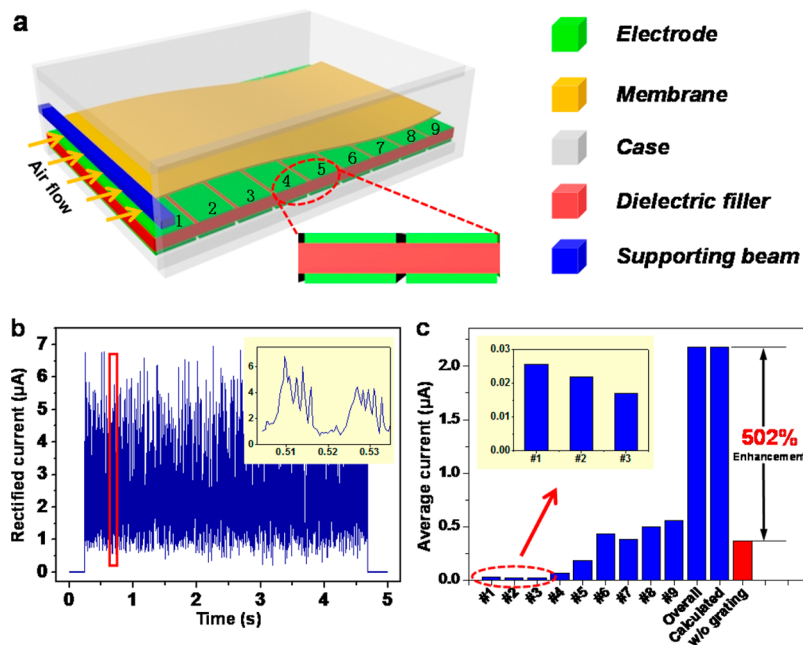 a
Electrode
Membrane
Case
Dielectric filler
Supporting beam
Air flow
1 2 3 4 5 6 7 8 9
b
Rectified current (μA)
7
6
5
4
3
2
1
0
0 1 2 3 4 5
Time (s)
6
4
2
0
0.51 0.52 0.53
c
Average current (μA)
2.0
1.5
1.0
0.5
0.0
0.03
0.02
0.01
0.00
#1 #2 #3
502%
Enhancement
#1 #2 #3 #4 #5 #6 #7 #8 #9 Overall Calculated w/o grating